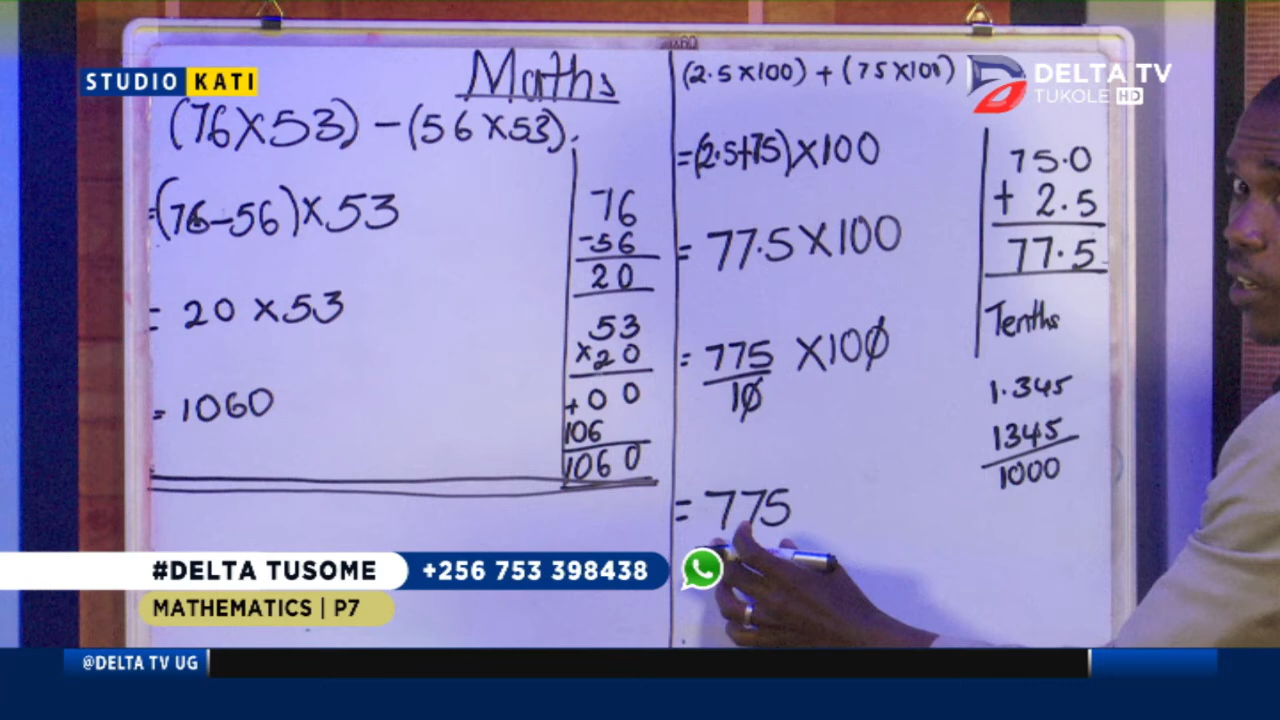 STUDIO KATI
DELTA TV
TUKOLE HD
Maths
(76X53) - (56X53).
=(76-56)X53
= 20 X53
= 1060
76
-56
20
53
X20
+00
106
1060
(2.5X100) + (75X100)
=(2.5+75)X100
= 77.5X100
= 775/10 X100
= 775
75.0
+ 2.5
77.5
Tenths
1.345
1345
1000
#DELTA TUSOME +256 753 398438
MATHEMATICS | P7
@DELTA TV UG